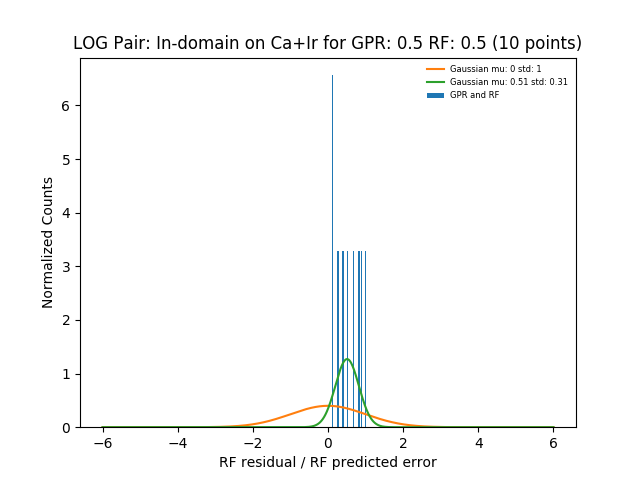 LOG Pair: In-domain on Ca+Ir for GPR: 0.5 RF: 0.5 (10 points)
Gaussian mu: 0 std: 1
Gaussian mu: 0.51 std: 0.31
GPR and RF
Normalized Counts
6
5
4
3
2
1
0
−6 −4 −2 0 2 4 6
RF residual / RF predicted error